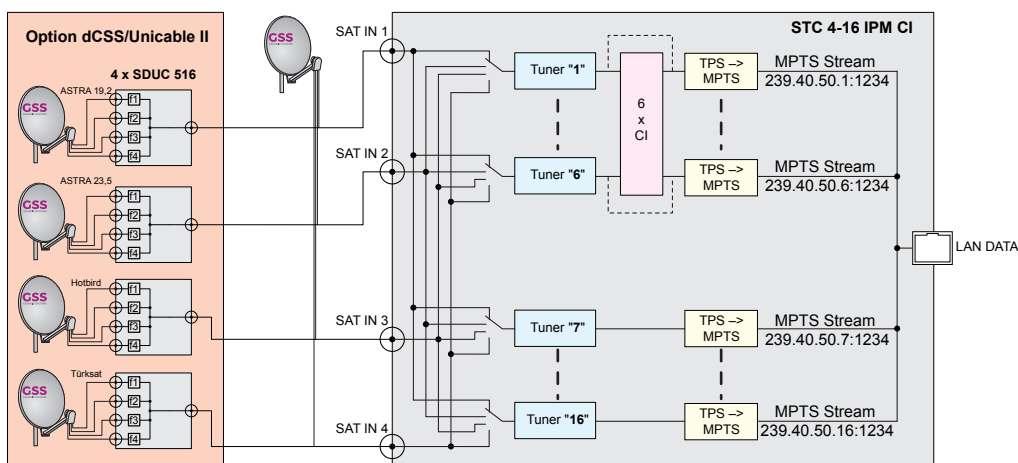 Option dCSS/Unicable II
4 x SDUC 516
ASTRA 19,2
GSS
f1
f2
f3
f4
ASTRA 23,5
GSS
f1
f2
f3
f4
Hotbird
GSS
f1
f2
f3
f4
Türksat
GSS
f1
f2
f3
f4
GSS
SAT IN 1
SAT IN 2
SAT IN 3
SAT IN 4
STC 4-16 IPM CI
Tuner "1"
6
x
CI
TPS –>
MPTS
MPTS Stream
239.40.50.1:1234
Tuner "6"
TPS –>
MPTS
MPTS Stream
239.40.50.6:1234
LAN DATA
Tuner "7"
TPS –>
MPTS
MPTS Stream
239.40.50.7:1234
Tuner "16"
TPS –>
MPTS
MPTS Stream
239.40.50.16:1234